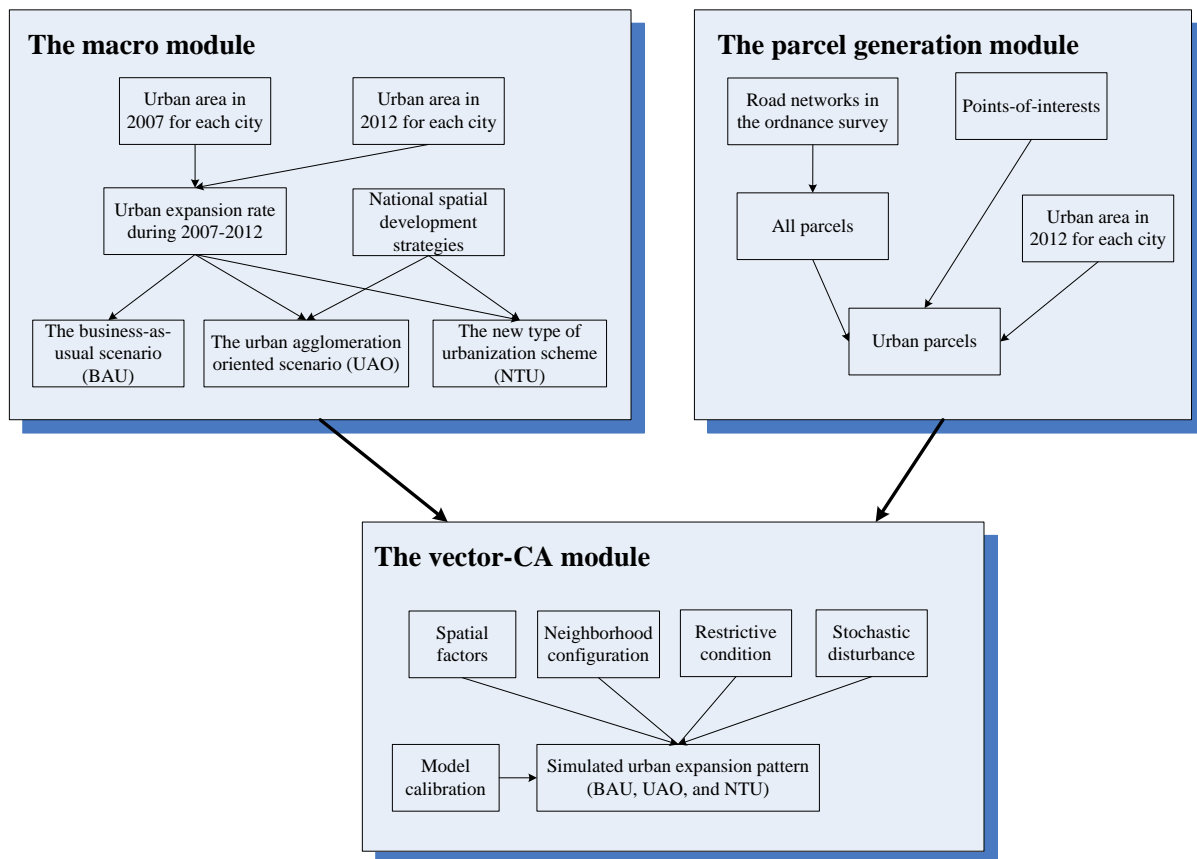 The macro module
Urban area in
2007 for each city
Urban area in
2012 for each city
Urban expansion rate
during 2007-2012
National spatial
development
strategies
The business-as-
usual scenario
(BAU)
The urban agglomeration
oriented scenario (UAO)
The new type of
urbanization scheme
(NTU)
The parcel generation module
Road networks in
the ordnance survey
Points-of-interests
All parcels
Urban area in
2012 for each city
Urban parcels
The vector-CA module
Spatial
factors
Neighborhood
configuration
Restrictive
condition
Stochastic
disturbance
Model
calibration
Simulated urban expansion pattern
(BAU, UAO, and NTU)